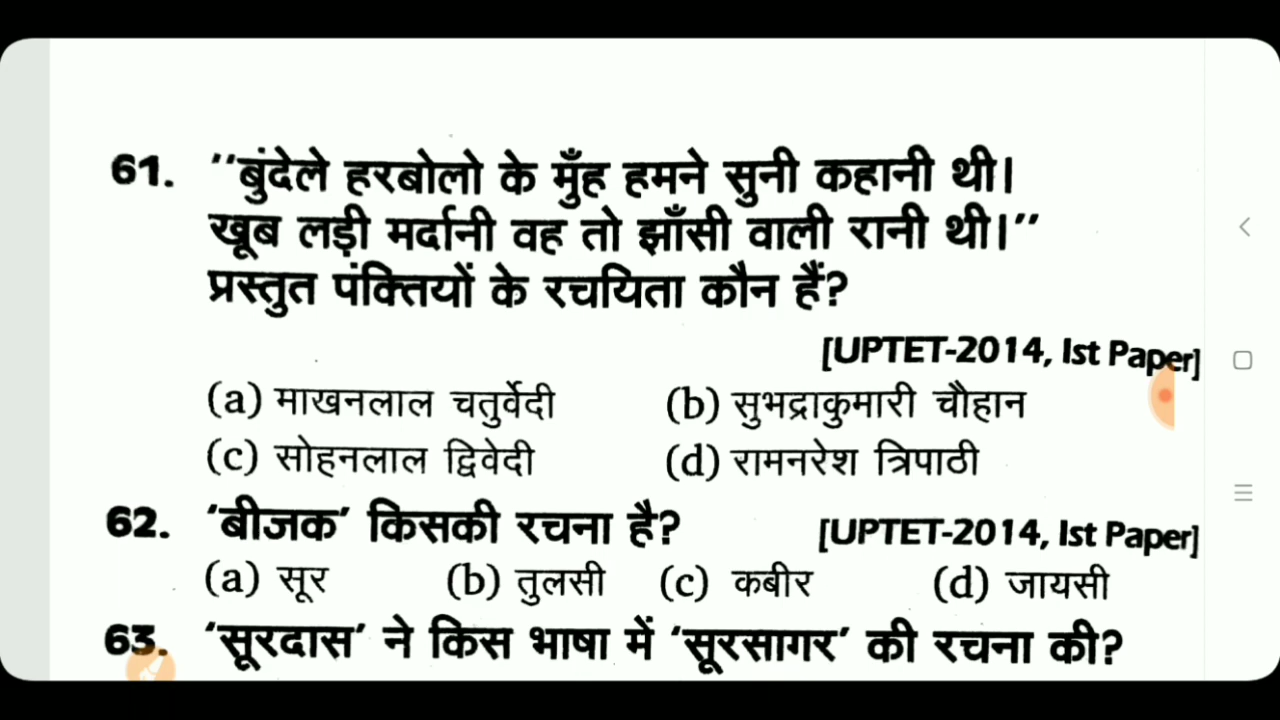 61. ''बुंदेले हरबोलो के मुँह हमने सुनी कहानी थी।
खूब लड़ी मर्दानी वह तो झाँसी वाली रानी थी।''
प्रस्तुत पंक्तियों के रचयिता कौन हैं?
[UPTET-2014, Ist Paper]
(a) माखनलाल चतुर्वेदी (b) सुभद्राकुमारी चौहान
(c) सोहनलाल द्विवेदी (d) रामनरेश त्रिपाठी
62. 'बीजक' किसकी रचना है? [UPTET-2014, Ist Paper]
(a) सूर (b) तुलसी (c) कबीर (d) जायसी
63. 'सूरदास' ने किस भाषा में 'सूरसागर' की रचना की?